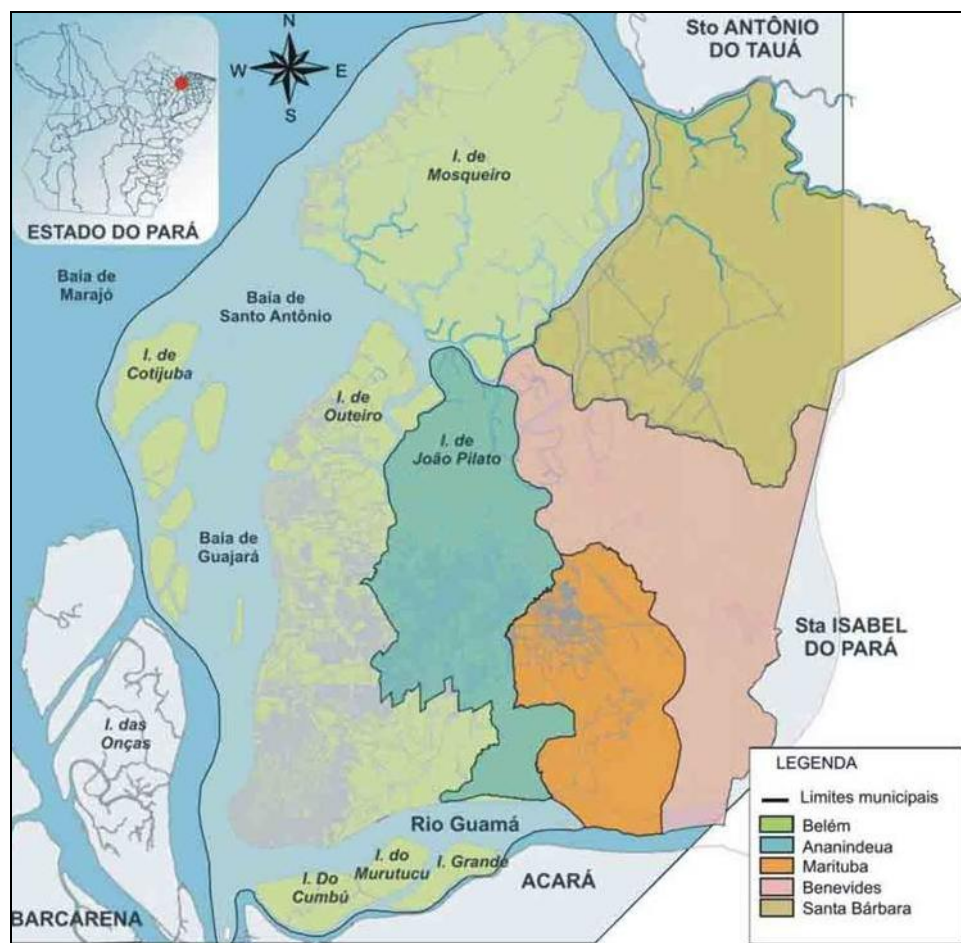 N
W
E
S
ESTADO DO PARÁ
Sto ANTÔNIO
DO TAUÁ
I. de
Mosqueiro
Baia de
Marajó
Baia de
Santo Antônio
I. de
Cotijuba
I. de
Outeiro
I. de
João Pilato
Baia de
Guajará
Sta ISABEL
DO PARÁ
I. das
Onças
Rio Guamá
I. do
Murutucu
I. Grande
I. Do
Cumbú
ACARÁ
BARCARENA
LEGENDA
Limites municipais
Belém
Ananindeua
Marituba
Benevides
Santa Bárbara